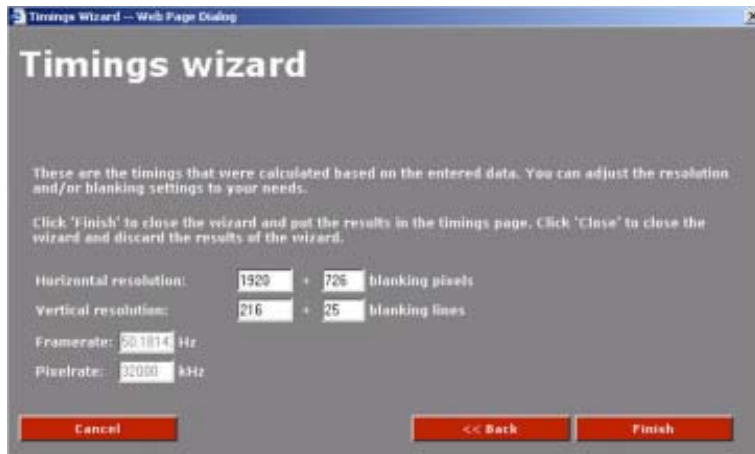 Timings Wizard -- Web Page Dialog
Timings wizard
These are the timings that were calculated based on the entered data. You can adjust the resolution
and/or blanking settings to your needs.
Click 'Finish' to close the wizard and put the results in the timings page. Click 'Close' to close the
wizard and discard the results of the wizard.
Horizontal resolution: 1920 + 726 blanking pixels
Vertical resolution: 216 + 25 blanking lines
Framerate: 50.1814 Hz
Pixelrate: 32000 kHz
Cancel << Back Finish